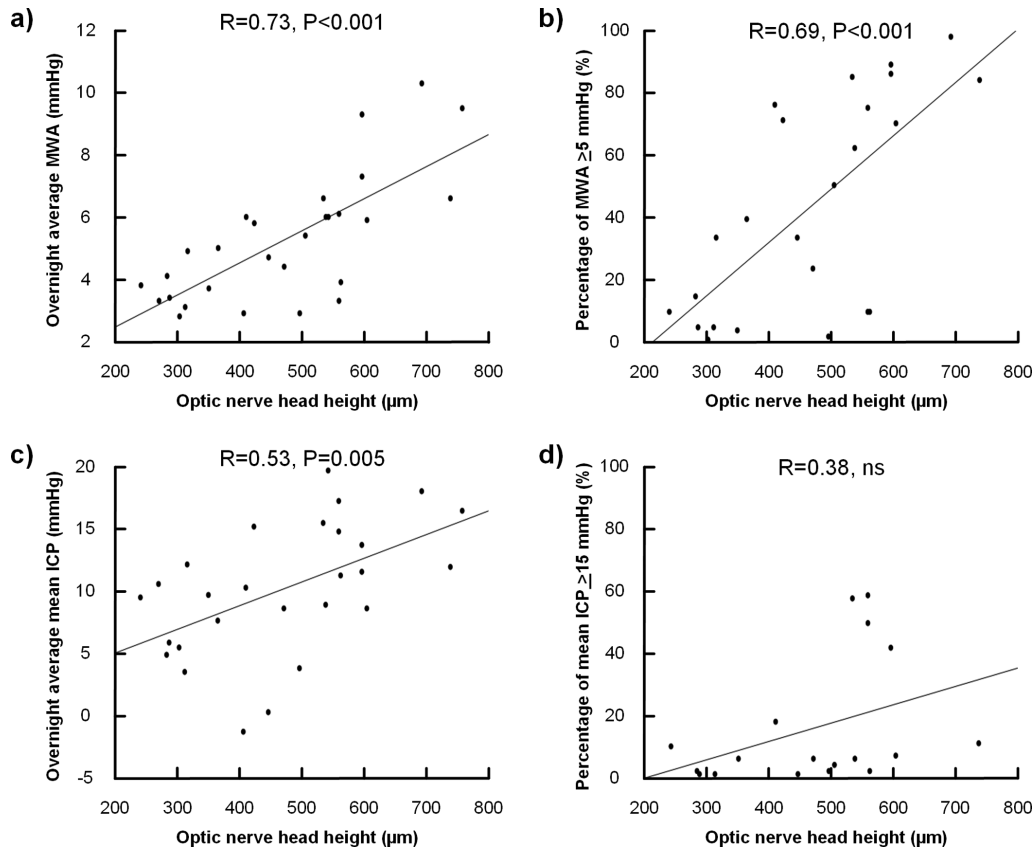 a)
R=0.73, P<0.001
Overnight average MWA (mmHg)
12
10
8
6
4
2
200 300 400 500 600 700 800
Optic nerve head height (µm)
b)
R=0.69, P<0.001
Percentage of MWA ≥5 mmHg (%)
100
80
60
40
20
0
200 300 400 500 600 700 800
Optic nerve head height (µm)
c)
R=0.53, P=0.005
Overnight average mean ICP (mmHg)
20
15
10
5
0
-5
200 300 400 500 600 700 800
Optic nerve head height (µm)
d)
R=0.38, ns
Percentage of mean ICP ≥15 mmHg (%)
100
80
60
40
20
0
200 300 400 500 600 700 800
Optic nerve head height (µm)